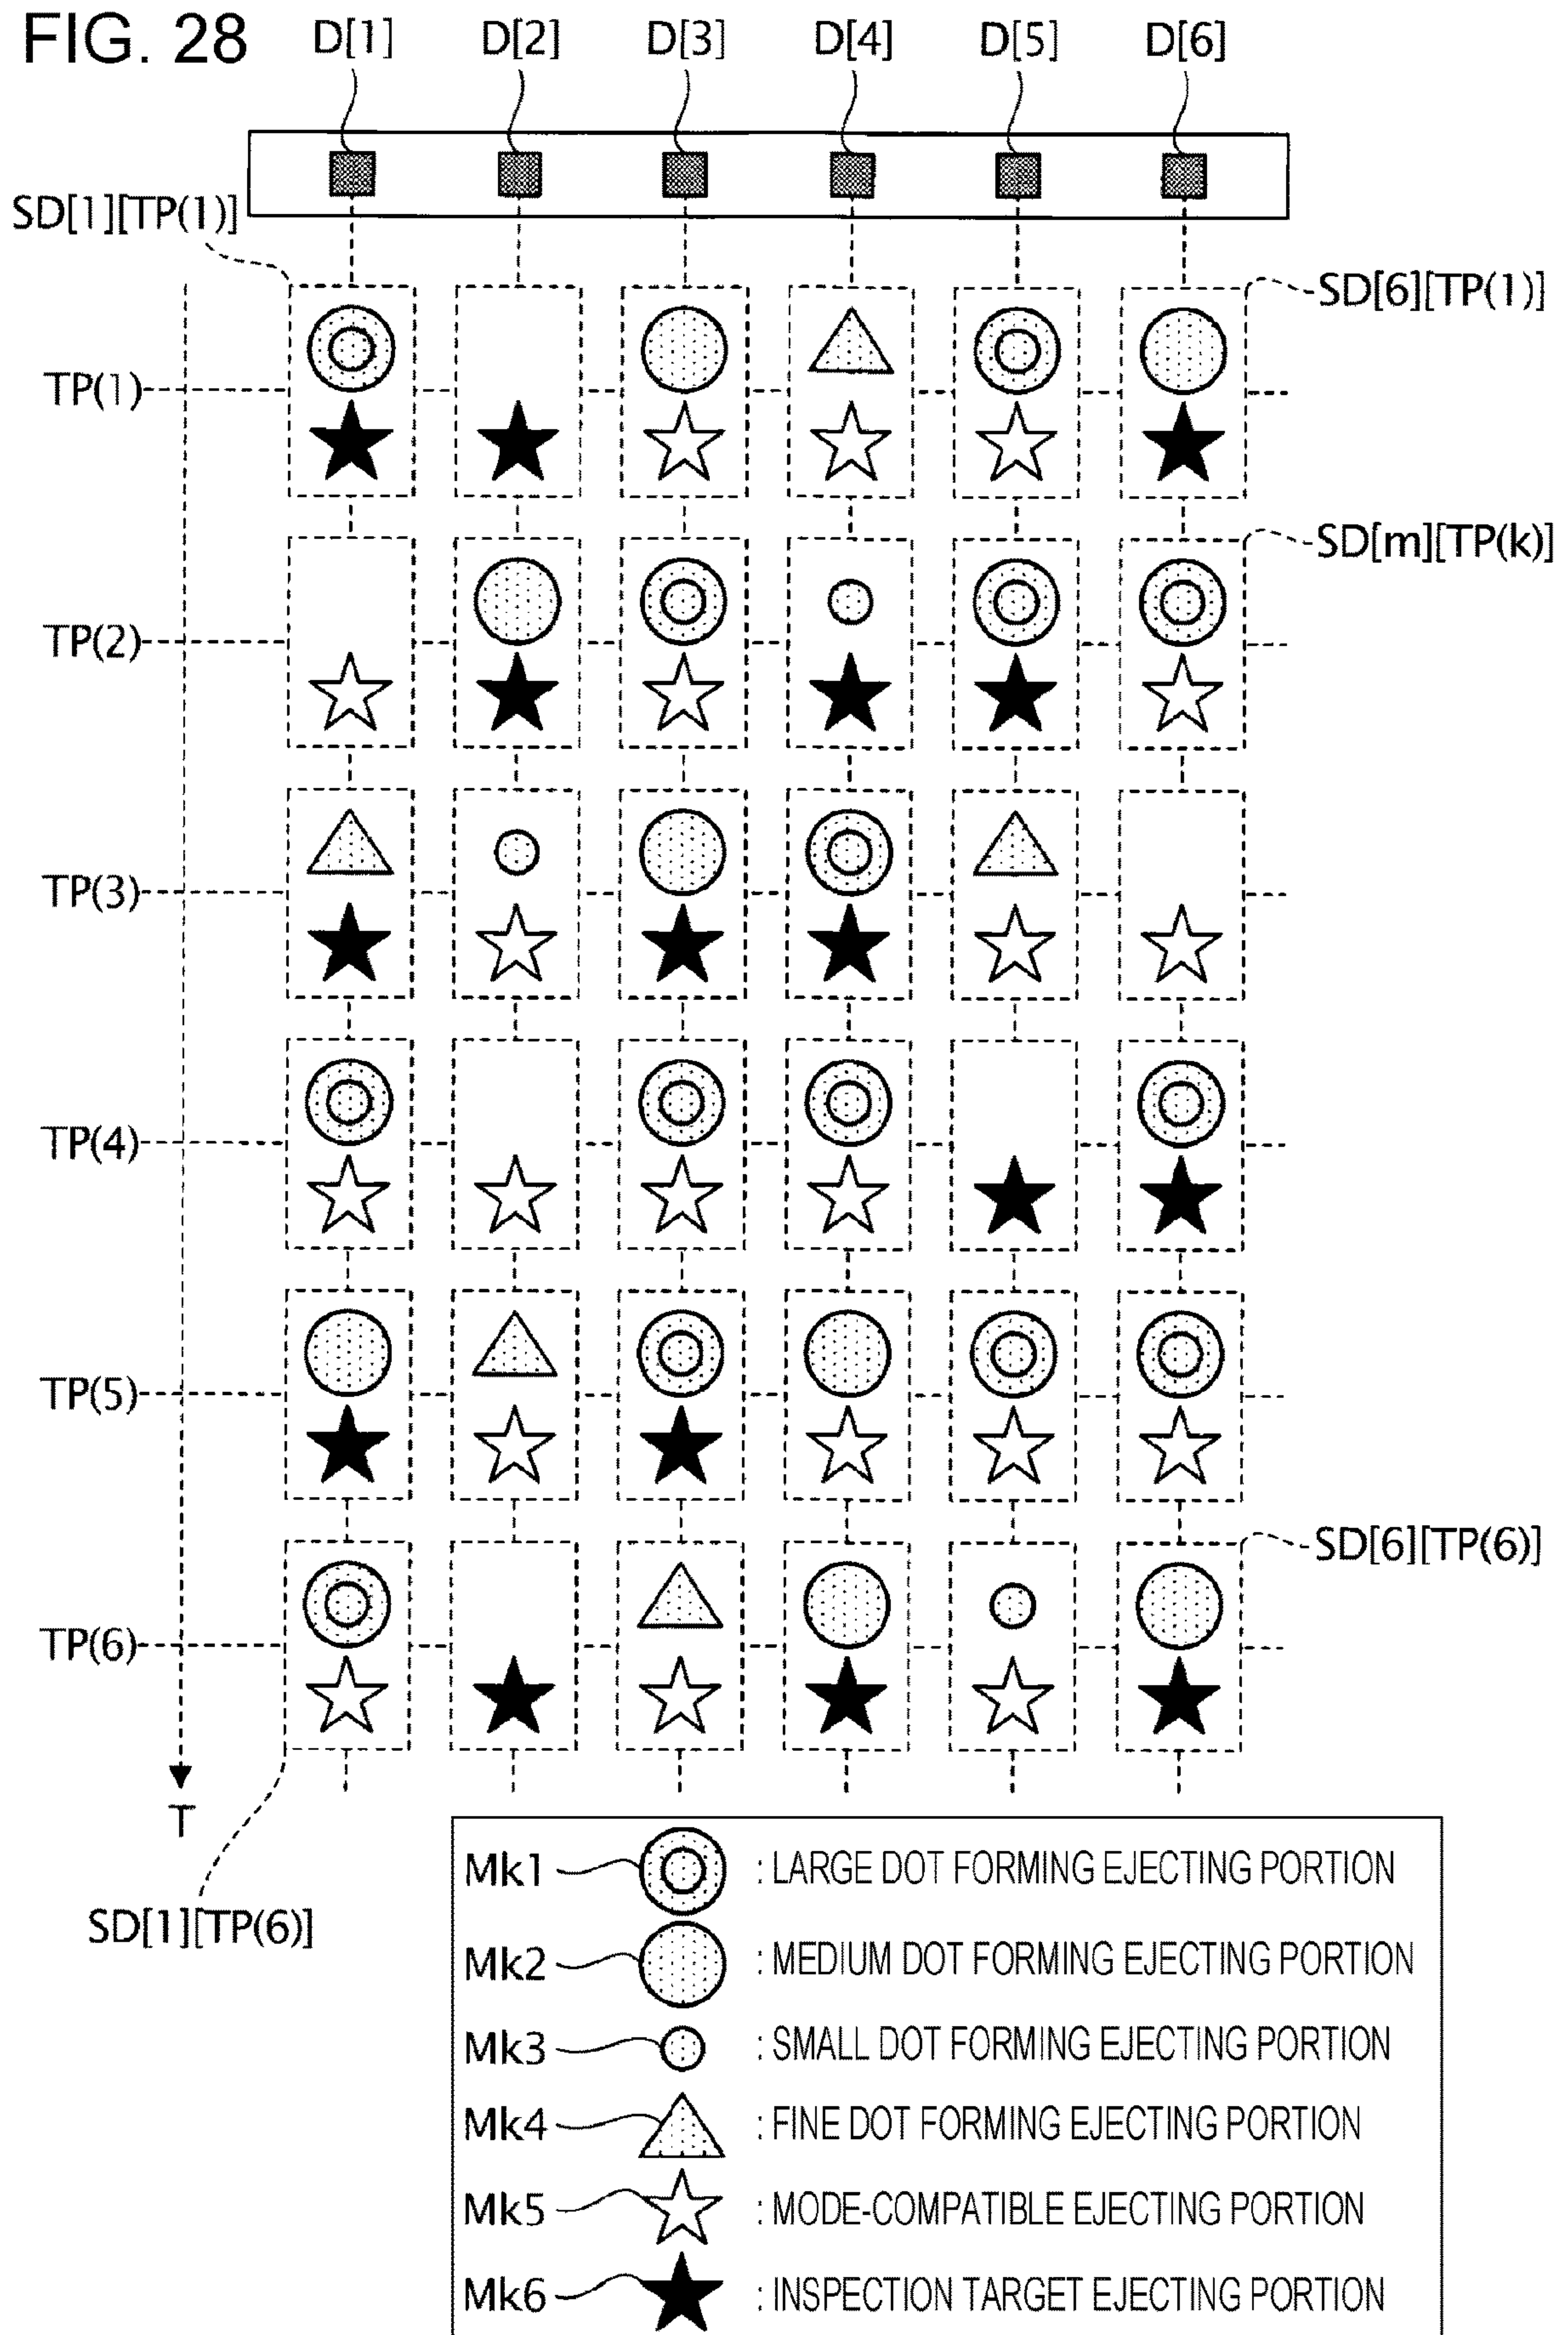 FIG. 28
D[1] D[2] D[3] D[4] D[5] D[6]
SD[1][TP(1)]
SD[6][TP(1)]
TP(1)
SD[m][TP(k)]
TP(2)
TP(3)
TP(4)
TP(5)
SD[6][TP(6)]
TP(6)
T
SD[1][TP(6)]
Mk1 : LARGE DOT FORMING EJECTING PORTION
Mk2 : MEDIUM DOT FORMING EJECTING PORTION
Mk3 : SMALL DOT FORMING EJECTING PORTION
Mk4 : FINE DOT FORMING EJECTING PORTION
Mk5 : MODE-COMPATIBLE EJECTING PORTION
Mk6 : INSPECTION TARGET EJECTING PORTION